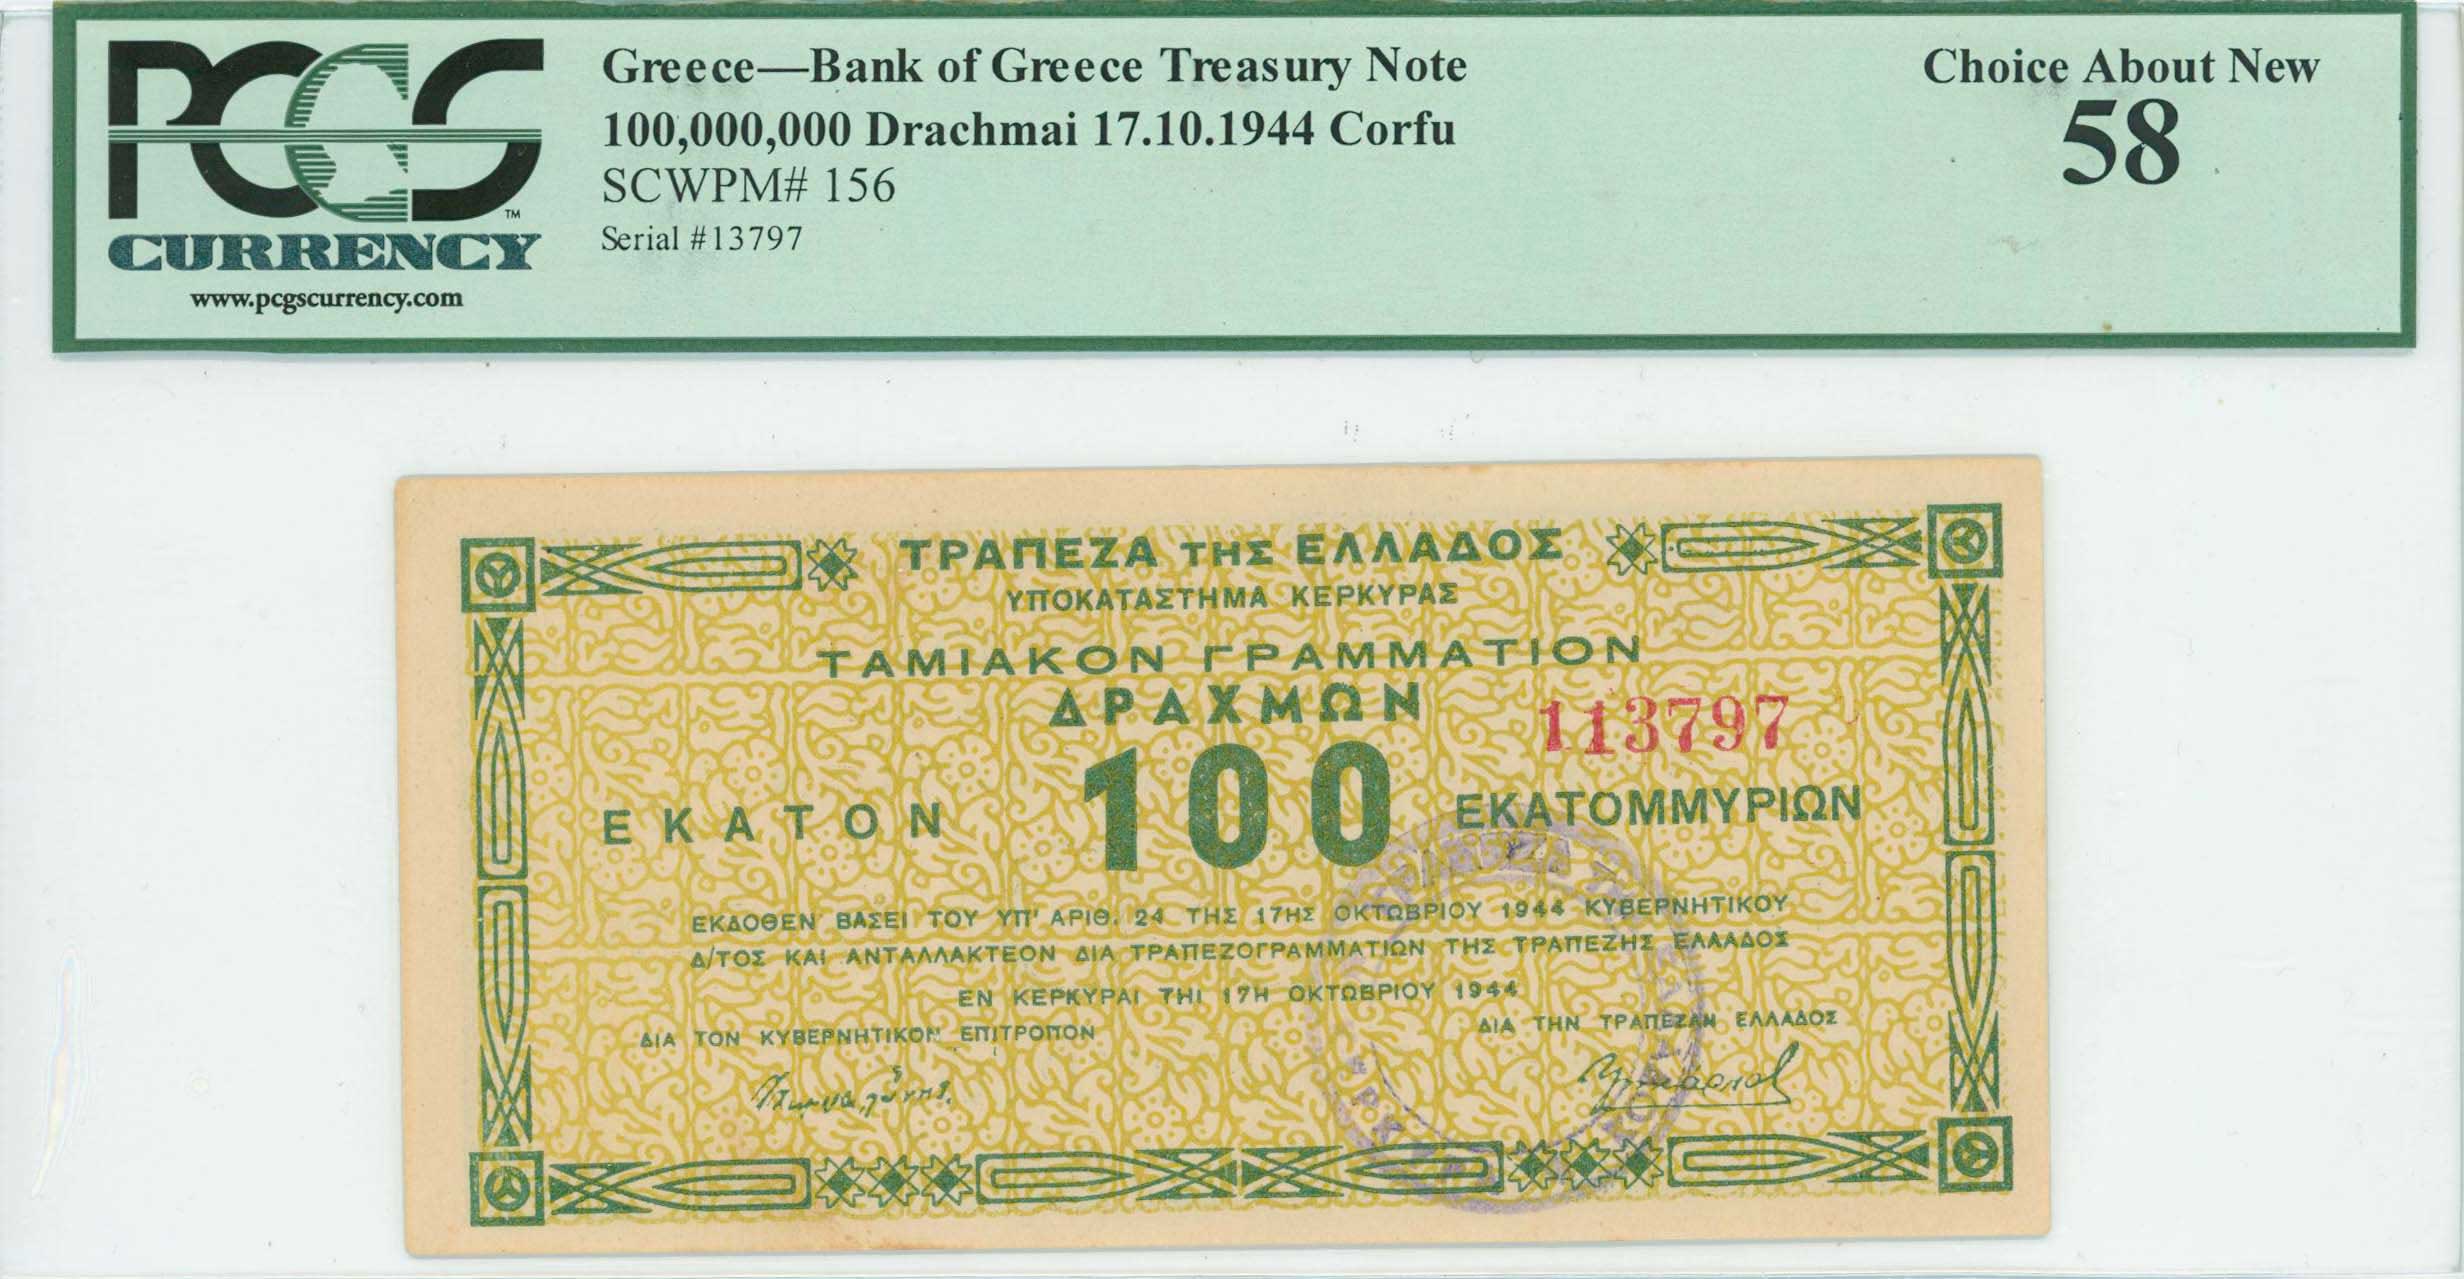 PCGS™
CURRENCY
www.pcgscurrency.com
Greece—Bank of Greece Treasury Note
100,000,000 Drachmai 17.10.1944 Corfu
SCWPM# 156
Serial #13797
Choice About New
58
ΤΡΑΠΕΖΑ ΤΗΣ ΕΛΛΑΔΟΣ
ΥΠΟΚΑΤΑΣΤΗΜΑ ΚΕΡΚΥΡΑΣ
ΤΑΜΙΑΚΟΝ ΓΡΑΜΜΑΤΙΟΝ
ΔΡΑΧΜΩΝ
113797
ΕΚΑΤΟΝ 100 ΕΚΑΤΟΜΜΥΡΙΩΝ
ΕΚΔΟΘΕΝ ΒΑΣΕΙ ΤΟΥ ΥΠ' ΑΡΙΘ. 24 ΤΗΣ 17ΗΣ ΟΚΤΩΒΡΙΟΥ 1944 ΚΥΒΕΡΝΗΤΙΚΟΥ
Δ/ΤΟΣ ΚΑΙ ΑΝΤΑΛΛΑΚΤΕΟΝ ΔΙΑ ΤΡΑΠΕΖΟΓΡΑΜΜΑΤΙΩΝ ΤΗΣ ΤΡΑΠΕΖΗΣ ΕΛΛΑΔΟΣ
ΕΝ ΚΕΡΚΥΡΑΙ ΤΗΙ 17Η ΟΚΤΩΒΡΙΟΥ 1944
ΔΙΑ ΤΟΝ ΚΥΒΕΡΝΗΤΙΚΟΝ ΕΠΙΤΡΟΠΟΝ
ΔΙΑ ΤΗΝ ΤΡΑΠΕΖΑΝ ΕΛΛΑΔΟΣ